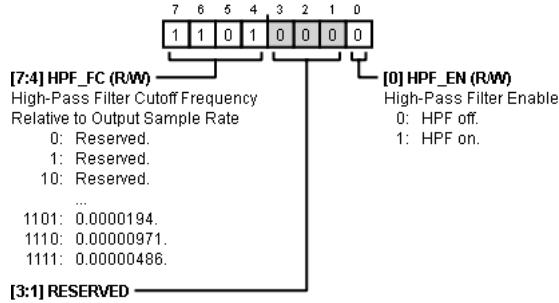 7 6 5 4 3 2 1 0
1 1 0 1 0 0 0 0
[7:4] HPF_FC (R/W)
High-Pass Filter Cutoff Frequency
Relative to Output Sample Rate
0: Reserved.
1: Reserved.
10: Reserved.
...
1101: 0.0000194.
1110: 0.00000971.
1111: 0.00000486.
[3:1] RESERVED
[0] HPF_EN (R/W)
High-Pass Filter Enable
0: HPF off.
1: HPF on.